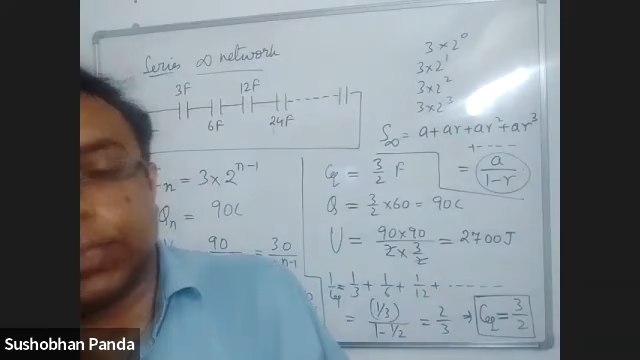 Series ∞ network
3F 12F
6F 24F
3×2⁰
3×2¹
3×2²
3×2³
S∞ = a+ar+ar²+ar³
+-----
= a/(1-r)
n = 3×2ⁿ⁻¹
Qₙ = 90C
90 = 30
n-1
Ceq = 3/2 F
Q = 3/2 ×60 = 90C
U = (90×90)/(2×3/2) = 2700J
1/Ceq = 1/3 + 1/6 + 1/12 + ------
= (1/3)/(1-1/2) = 2/3 ⇒ Ceq = 3/2
Sushobhan Panda